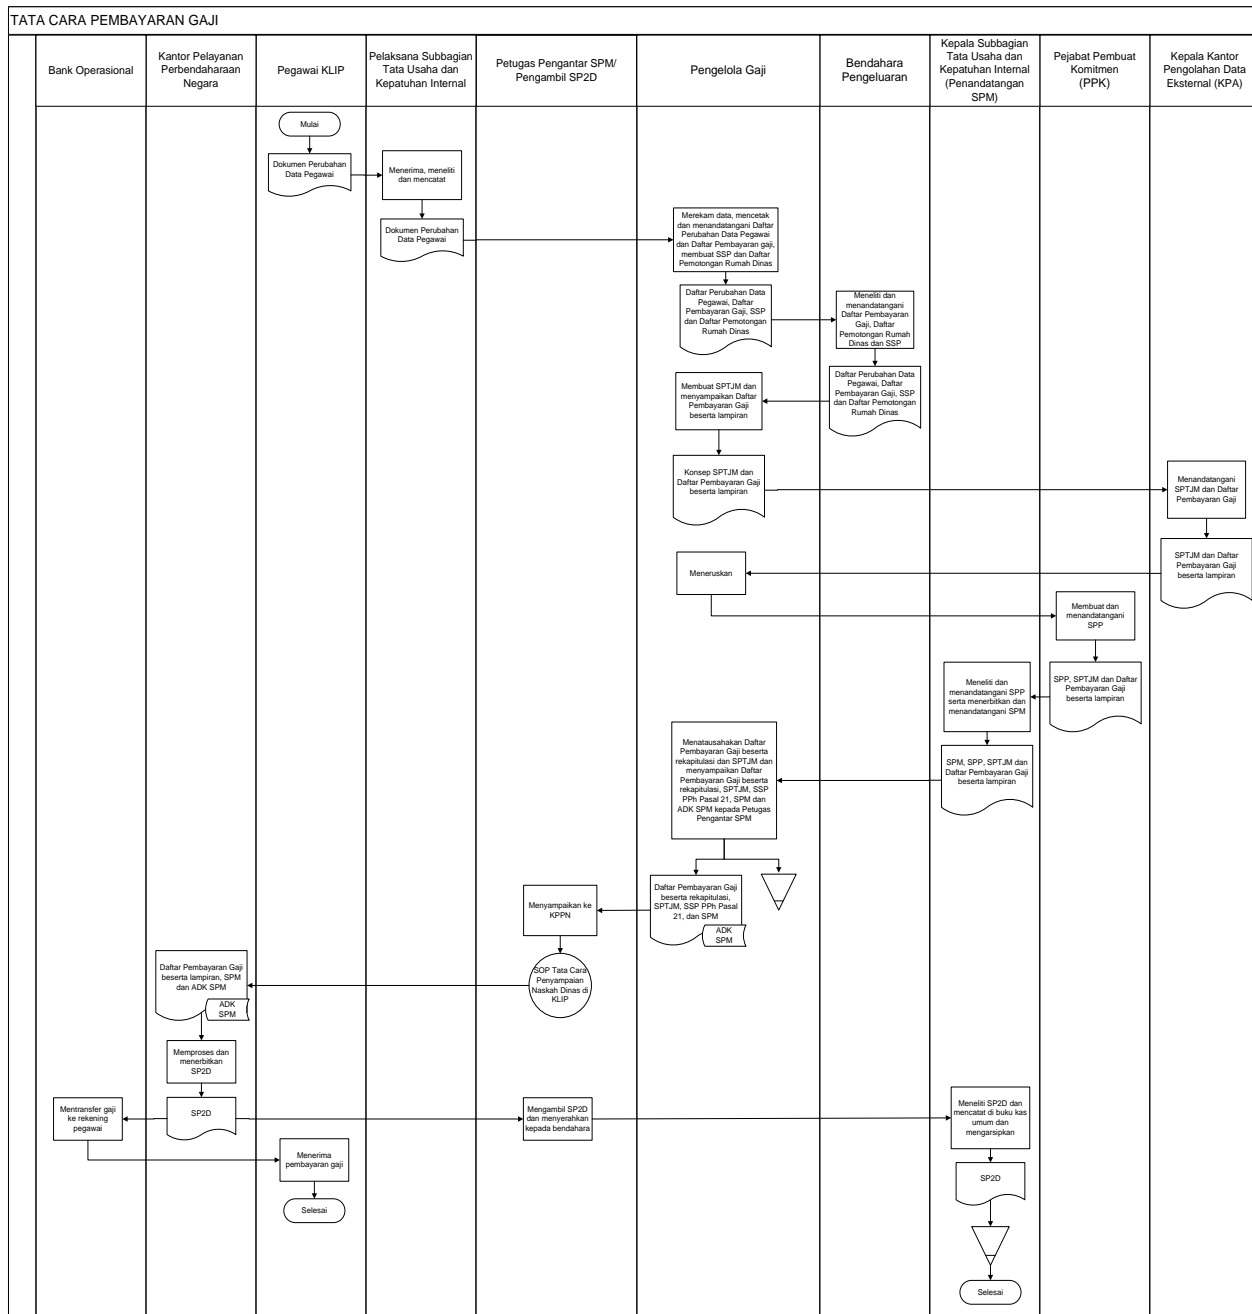 TATA CARA PEMBAYARAN GAJI
Bank Operasional
Kantor Pelayanan
Perbendaharaan
Negara
Pegawai KLIP
Pelaksana Subbagian
Tata Usaha dan
Kepatuhan Internal
Petugas Pengantar SPM/
Pengambil SP2D
Pengelola Gaji
Bendahara
Pengeluaran
Kepala Subbagian
Tata Usaha dan
Kepatuhan Internal
(Penandatangan
SPM)
Pejabat Pembuat
Komitmen
(PPK)
Kepala Kantor
Pengolahan Data
Eksternal (KPA)
Mulai
Dokumen Perubahan
Data Pegawai
Menerima, meneliti
dan mencatat
Dokumen Perubahan
Data Pegawai
Merekam data, mencetak
dan menandatangani Daftar
Perubahan Data Pegawai
dan Daftar Pembayaran gaji,
membuat SSP dan Daftar
Pemotongan Rumah Dinas
Daftar Perubahan Data
Pegawai, Daftar
Pembayaran Gaji, SSP
dan Daftar Pemotongan
Rumah Dinas
Meneliti dan
menandatangani
Daftar Pembayaran
Gaji, Daftar
Pemotongan Rumah
Dinas dan SSP
Daftar Perubahan Data
Pegawai, Daftar
Pembayaran Gaji, SSP
dan Daftar Pemotongan
Rumah Dinas
Membuat SPTJM dan
menyampaikan Daftar
Pembayaran Gaji
beserta lampiran
Konsep SPTJM dan
Daftar Pembayaran Gaji
beserta lampiran
Menandatangani
SPTJM dan Daftar
Pembayaran Gaji
SPTJM dan Daftar
Pembayaran Gaji
beserta lampiran
Meneruskan
Membuat dan
menandatangani
SPP
SPP, SPTJM dan Daftar
Pembayaran Gaji
beserta lampiran
Meneliti dan
menandatangani SPP
serta menerbitkan dan
menandatangani SPM
SPM, SPP, SPTJM dan
Daftar Pembayaran Gaji
beserta lampiran
Menatausahakan Daftar
Pembayaran Gaji beserta
rekapitulasi dan SPTJM dan
menyampaikan Daftar
Pembayaran Gaji beserta
rekapitulasi, SPTJM, SSP
PPh Pasal 21, SPM dan
ADK SPM kepada Petugas
Pengantar SPM
Daftar Pembayaran Gaji
beserta rekapitulasi,
SPTJM, SSP PPh Pasal
21, dan SPM
ADK
SPM
Menyampaikan ke
KPPN
SOP Tata Cara
Penyampaian
Naskah Dinas di
KLIP
Daftar Pembayaran Gaji
beserta lampiran, SPM
dan ADK SPM
ADK
SPM
Memproses dan
menerbitkan
SP2D
SP2D
Mentransfer gaji
ke rekening
pegawai
Mengambil SP2D
dan menyerahkan
kepada bendahara
Meneliti SP2D dan
mencatat di buku kas
umum dan
mengarsipkan
Menerima
pembayaran gaji
Selesai
SP2D
Selesai